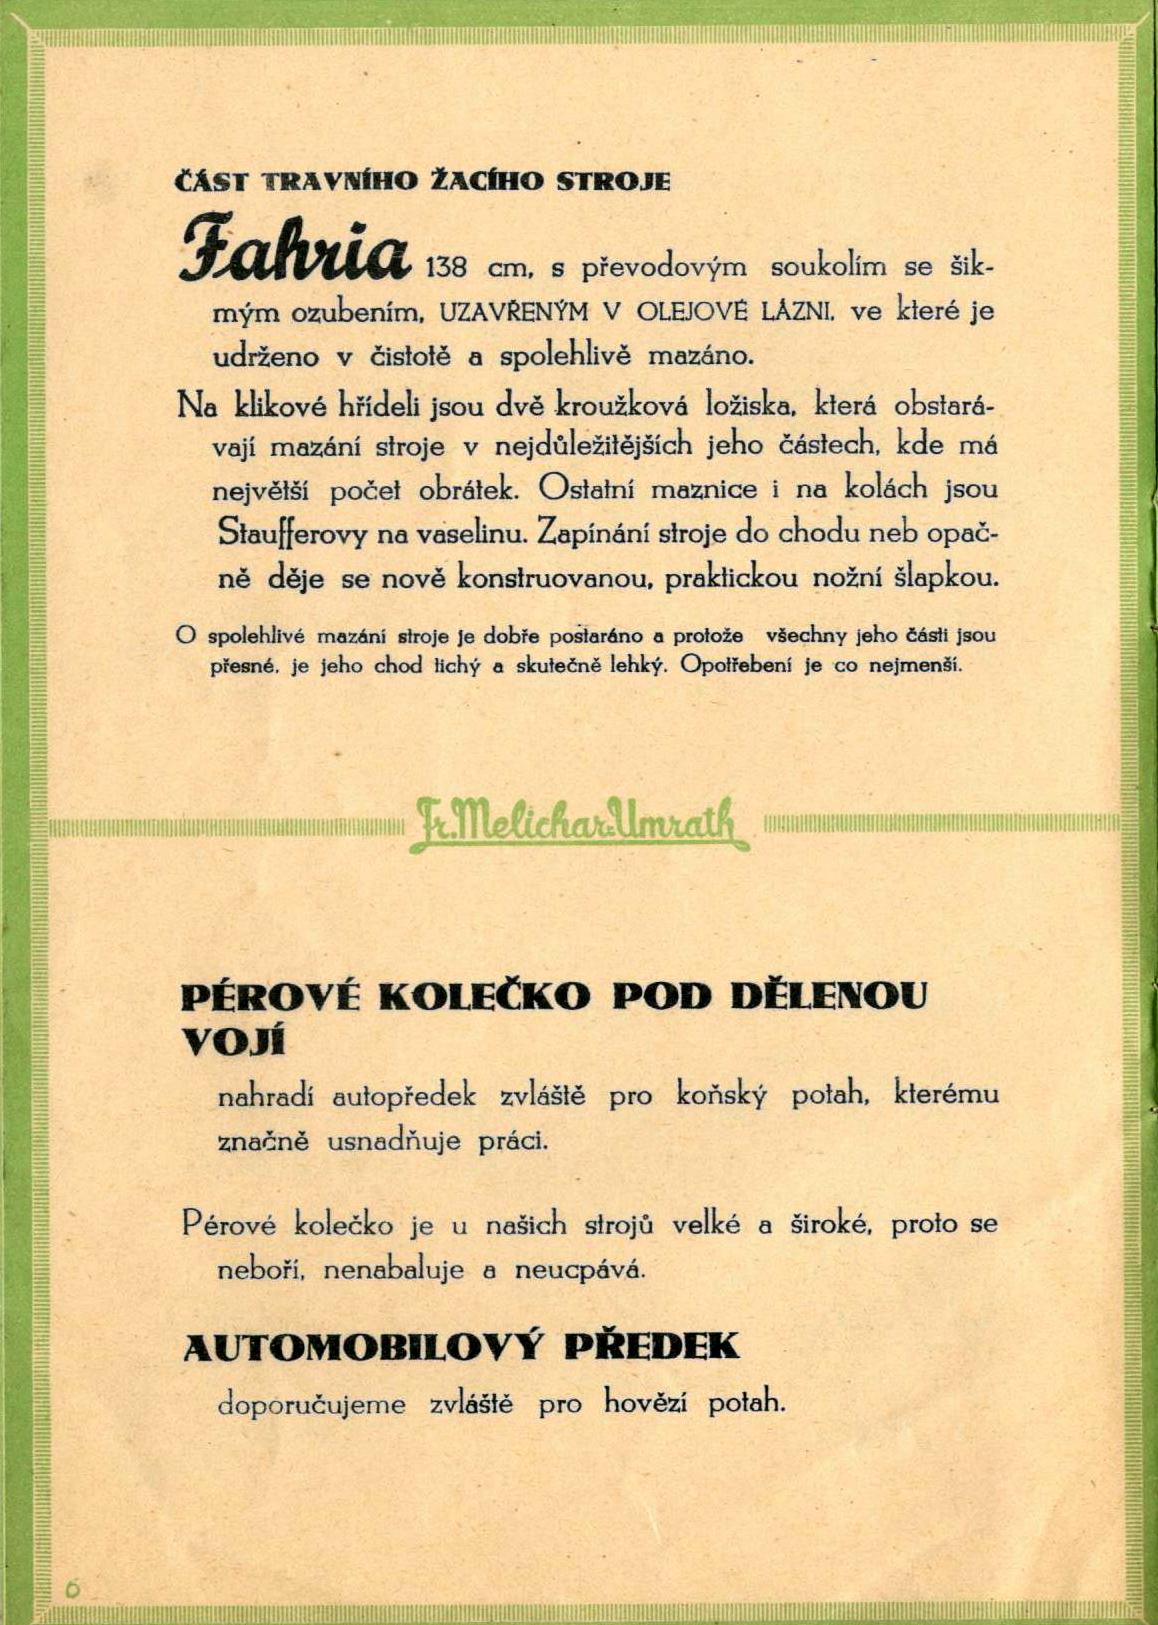 ČÁST TRAVNÍHO ŽACÍHO STROJE
Fahria 138 cm, s převodovým soukolím se šik-
mým ozubením, UZAVŘENÝM V OLEJOVÉ LÁZNI, ve které je
udrženo v čistotě a spolehlivě mazáno.
Na klikové hřídeli jsou dvě kroužková ložiska, která obstará-
vají mazání stroje v nejdůležitějších jeho částech, kde má
největší počet obrátek. Ostatní maznice i na kolách jsou
Staufferovy na vaselinu. Zapínání stroje do chodu neb opač-
ně děje se nově konstruovanou, praktickou nožní šlapkou.
O spolehlivé mazání stroje je dobře postaráno a protože všechny jeho části jsou
přesné, je jeho chod tichý a skutečně lehký. Opotřebení je co nejmenší.
Fr. Melichar-Umrath
PÉROVÉ KOLEČKO POD DĚLENOU
VOJÍ
nahradí autopředek zvláště pro koňský potah, kterému
značně usnadňuje práci.
Pérové kolečko je u našich strojů velké a široké, proto se
neboří, nenabaluje a neucpává.
AUTOMOBILOVÝ PŘEDEK
doporučujeme zvláště pro hovězí potah.
6